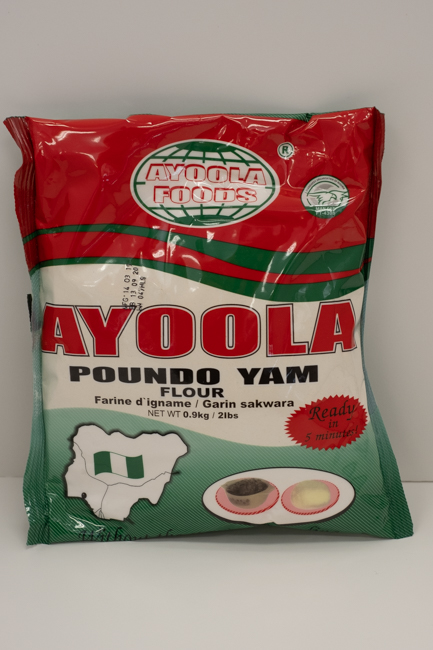 AYOOLA
FOODS
®
AYOOLA
POUNDO YAM
FLOUR
Farine d`igname / Garin sakwara
NET WT 0.9kg / 2lbs
Ready
in
5 minutes